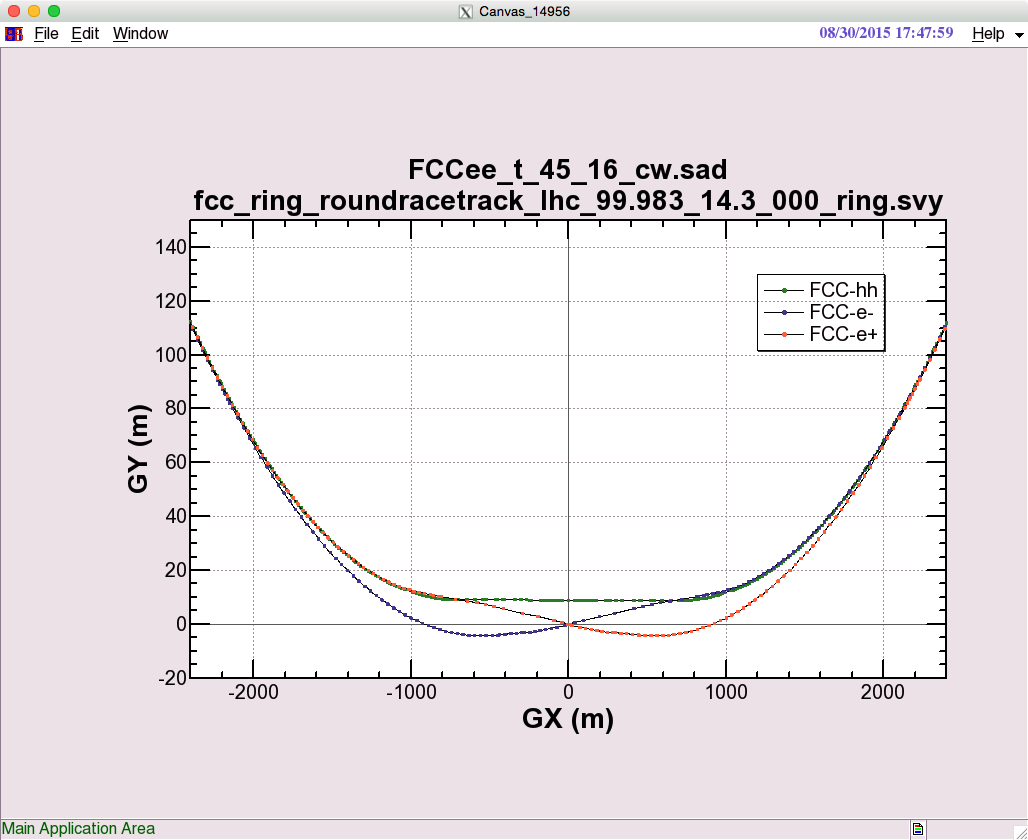 Canvas_14956
File Edit Window 08/30/2015 17:47:59 Help
FCCee_t_45_16_cw.sad
fcc_ring_roundracetrack_lhc_99.983_14.3_000_ring.svy
140
120
100
80
60
40
20
0
-20
GY (m)
FCC-hh
FCC-e-
FCC-e+
-2000 -1000 0 1000 2000
GX (m)
Main Application Area